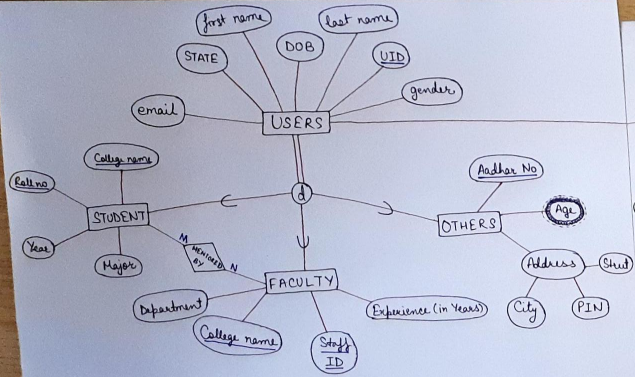 first name
last name
DOB
STATE
UID
gender
email
USERS
College name
Aadhar No
Roll no
d
Age
STUDENT
OTHERS
M
MENTORED
BY
Year
Major
N
Address
Strut
FACULTY
Department
Experience (in Years)
City
PIN
College name
Staff
ID